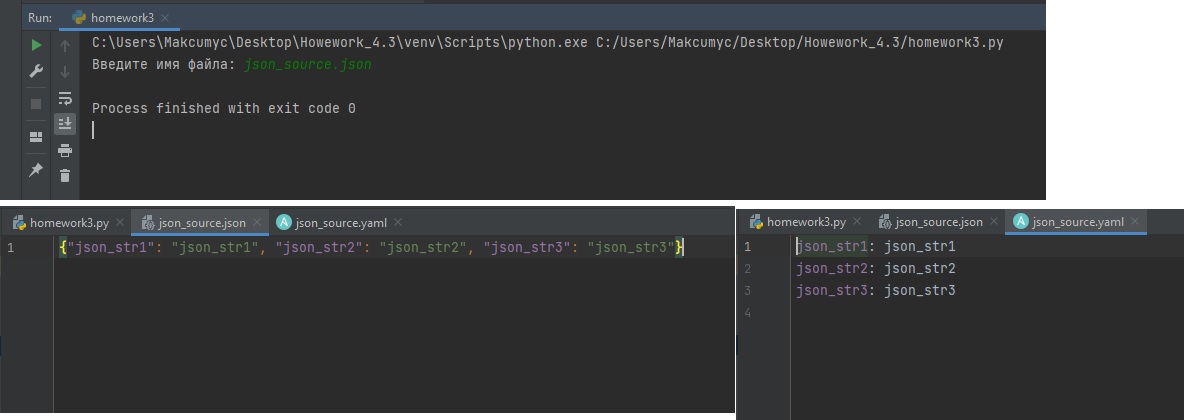 Run: homework3
C:\Users\Makcumyc\Desktop\Howework_4.3\venv\Scripts\python.exe C:/Users/Makcumyc/Desktop/Howework_4.3/homework3.py
Введите имя файла: json_source.json
Process finished with exit code 0
homework3.py json_source.json json_source.yaml
1 {"json_str1": "json_str1", "json_str2": "json_str2", "json_str3": "json_str3"}
homework3.py json_source.json json_source.yaml
1 json_str1: json_str1
2 json_str2: json_str2
3 json_str3: json_str3
4